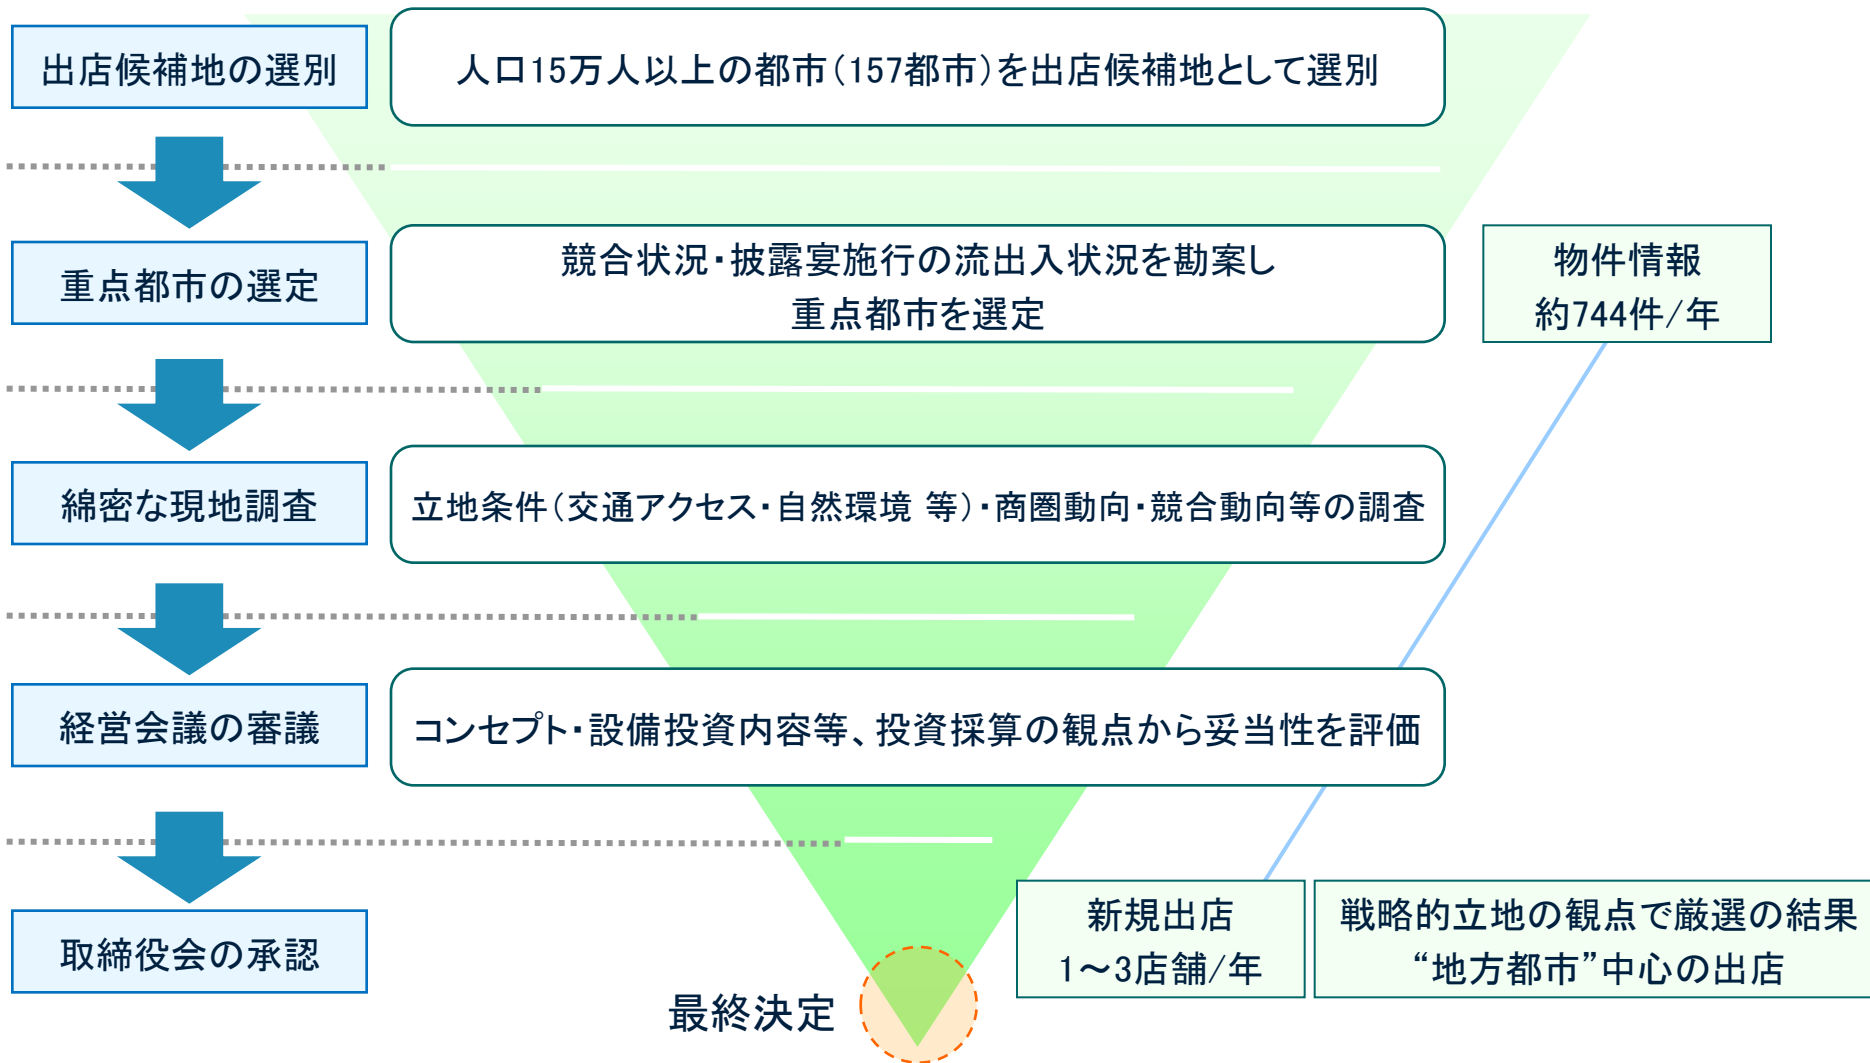 出店候補地の選別
人口15万人以上の都市（157都市）を出店候補地として選別
重点都市の選定
競合状況・披露宴施行の流出入状況を勘案し
重点都市を選定
物件情報
約744件/年
綿密な現地調査
立地条件（交通アクセス・自然環境 等）・商圏動向・競合動向等の調査
経営会議の審議
コンセプト・設備投資内容等、投資採算の観点から妥当性を評価
取締役会の承認
最終決定
新規出店
1～3店舗/年
戦略的立地の観点で厳選の結果
“地方都市”中心の出店